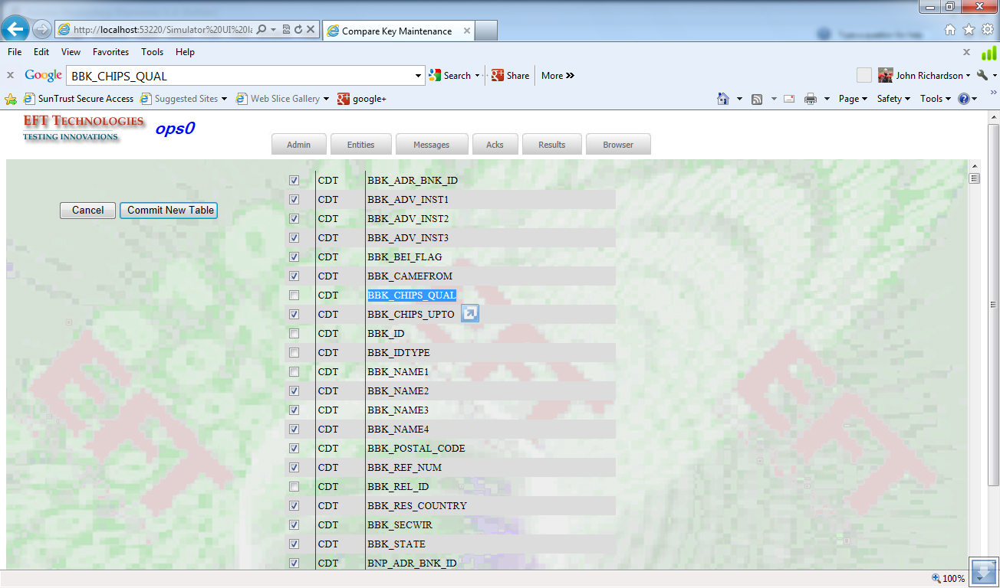 http://localhost:53220/Simulator%20UI%20la
Compare Key Maintenance
File Edit View Favorites Tools Help
Google BBK_CHIPS_QUAL Search Share More John Richardson
SunTrust Secure Access Suggested Sites Web Slice Gallery google+ Page Safety Tools
EFT TECHNOLOGIES
TESTING INNOVATIONS
ops0
Admin Entities Messages Acks Results Browser
Cancel Commit New Table
CDT BBK_ADR_BNK_ID
CDT BBK_ADV_INST1
CDT BBK_ADV_INST2
CDT BBK_ADV_INST3
CDT BBK_BEI_FLAG
CDT BBK_CAMEFROM
CDT BBK_CHIPS_QUAL
CDT BBK_CHIPS_UPTO
CDT BBK_ID
CDT BBK_IDTYPE
CDT BBK_NAME1
CDT BBK_NAME2
CDT BBK_NAME3
CDT BBK_NAME4
CDT BBK_POSTAL_CODE
CDT BBK_REF_NUM
CDT BBK_REL_ID
CDT BBK_RES_COUNTRY
CDT BBK_SECWIR
CDT BBK_STATE
CDT BNP_ADR_BNK_ID
EFT
EFT
100%